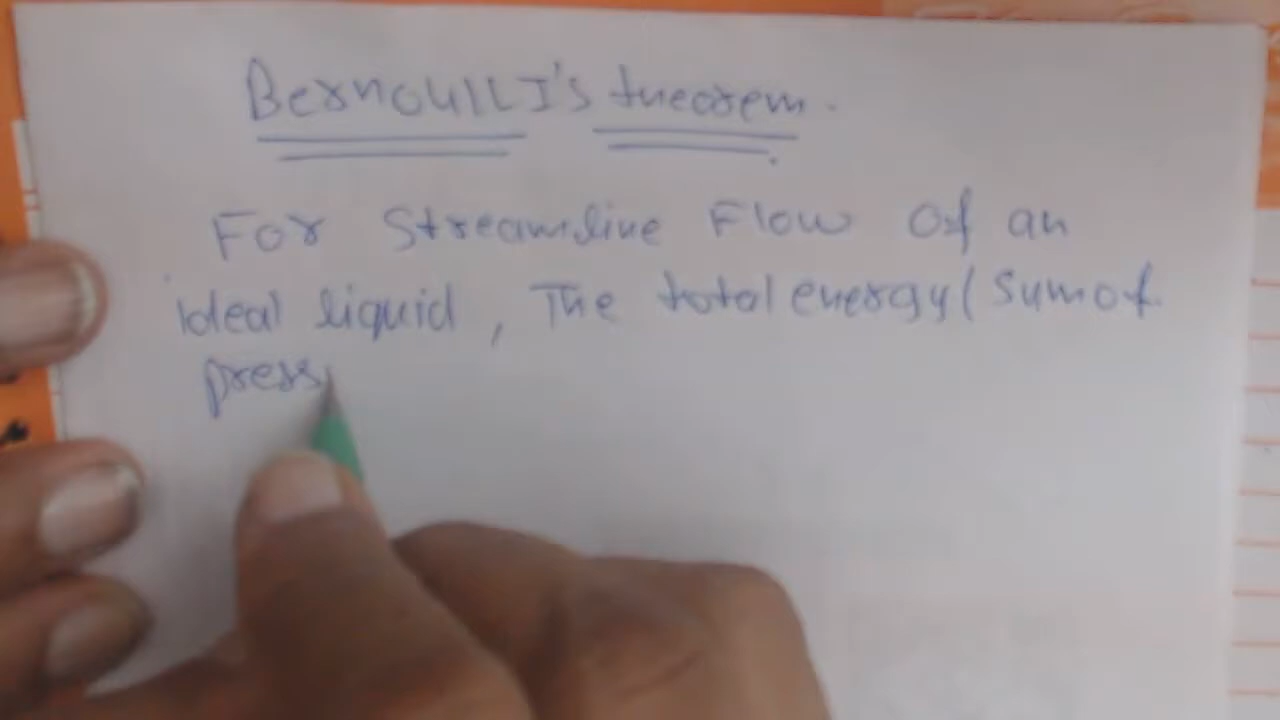 BernoulLI's theorem.
For Streamline Flow Of an
ideal liquid, The total energy (Sum of
press